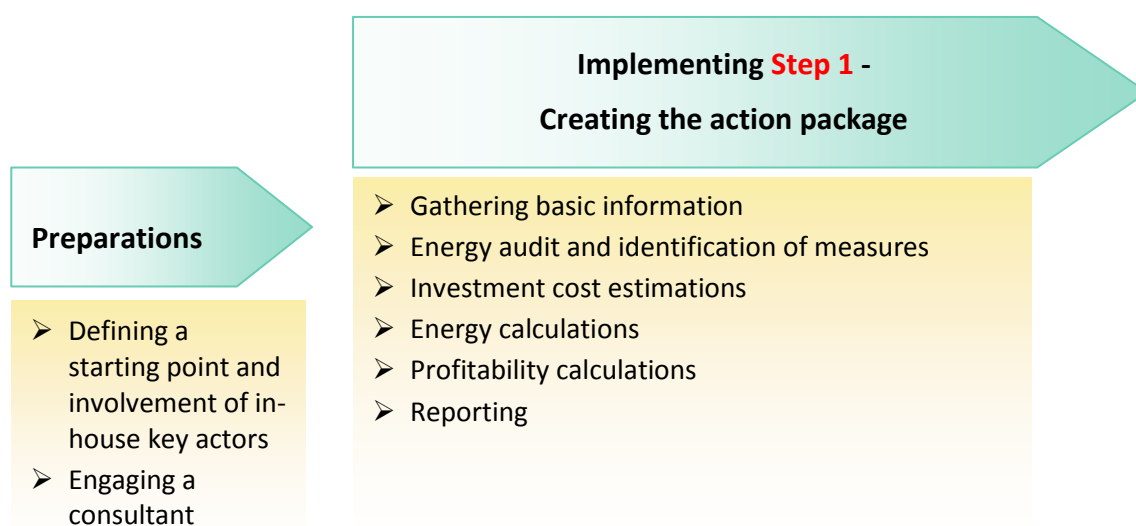 Implementing Step 1 -
Creating the action package
Preparations
➢ Defining a
starting point and
involvement of in-
house key actors
➢ Engaging a
consultant
➢ Gathering basic information
➢ Energy audit and identification of measures
➢ Investment cost estimations
➢ Energy calculations
➢ Profitability calculations
➢ Reporting